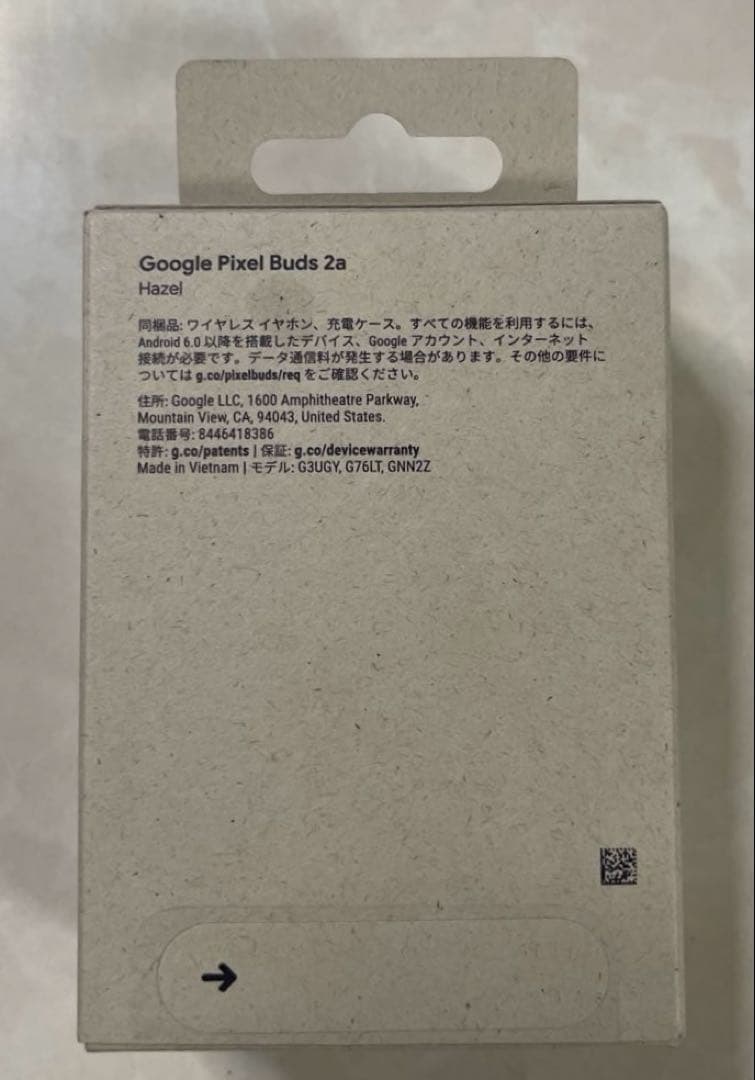 Google Pixel Buds 2a
Hazel
同梱品: ワイヤレス イヤホン、充電ケース。すべての機能を利用するには、
Android 6.0 以降を搭載したデバイス、Google アカウント、インターネット
接続が必要です。データ通信料が発生する場合があります。その他の要件に
ついては g.co/pixelbuds/req をご確認ください。
住所: Google LLC, 1600 Amphitheatre Parkway,
Mountain View, CA, 94043, United States.
電話番号: 8446418386
特許: g.co/patents | 保証: g.co/devicewarranty
Made in Vietnam | モデル: G3UGY, G76LT, GNN2Z